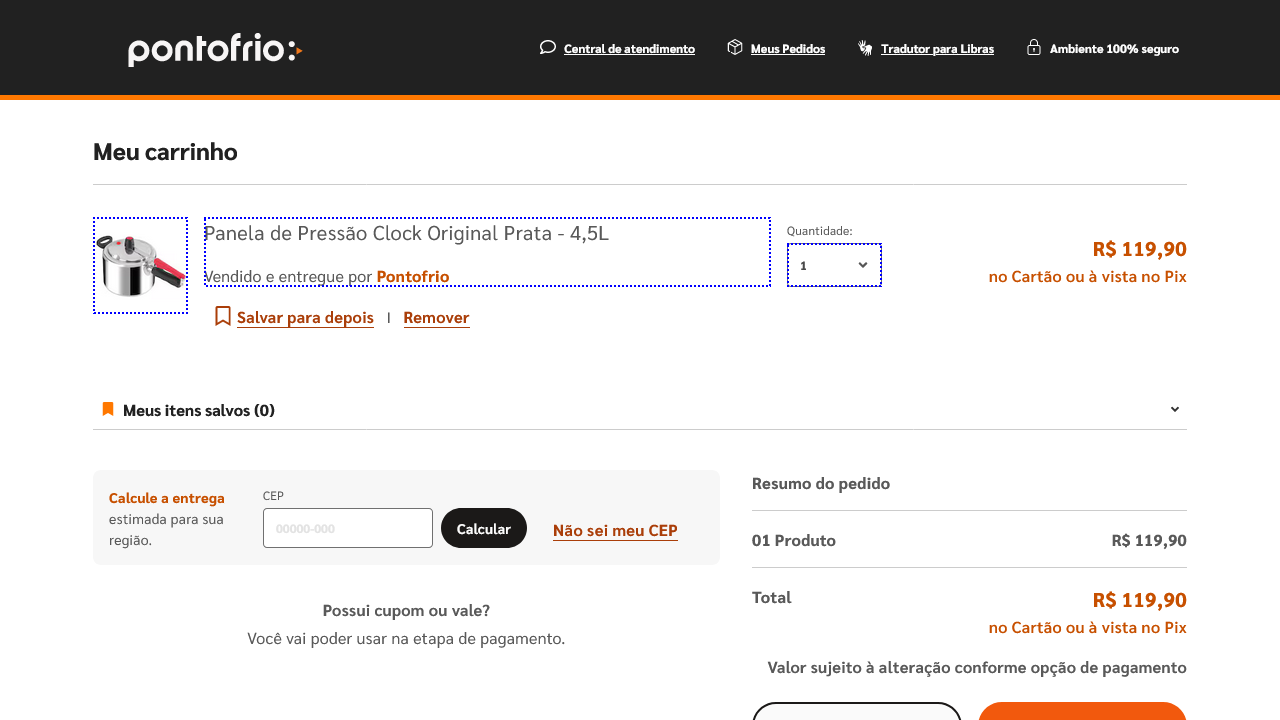 pontofrio:
Central de atendimento
Meus Pedidos
Tradutor para Libras
Ambiente 100% seguro
Meu carrinho
Panela de Pressão Clock Original Prata - 4,5L
Vendido e entregue por Pontofrio
Salvar para depois | Remover
Quantidade:
1
R$ 119,90
no Cartão ou à vista no Pix
Meus itens salvos (0)
Calcule a entrega
estimada para sua
região.
CEP
00000-000
Calcular
Não sei meu CEP
Possui cupom ou vale?
Você vai poder usar na etapa de pagamento.
Resumo do pedido
01 Produto R$ 119,90
Total R$ 119,90
no Cartão ou à vista no Pix
Valor sujeito à alteração conforme opção de pagamento